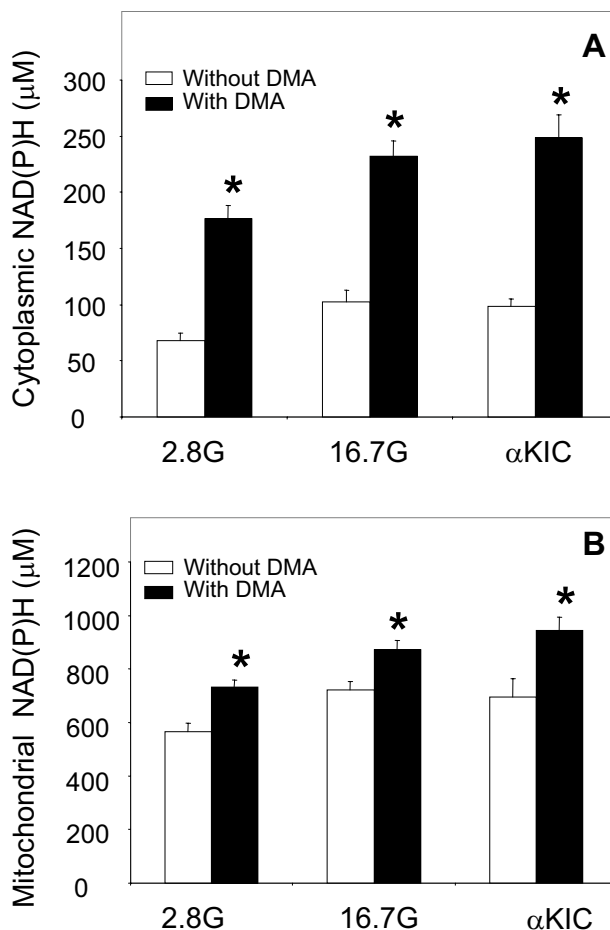 A
Cytoplasmic NAD(P)H (μM)
300
250
200
150
100
50
0
Without DMA
With DMA
*
*
*
2.8G
16.7G
αKIC
B
Mitochondrial NAD(P)H (μM)
1200
1000
800
600
400
200
0
Without DMA
With DMA
*
*
*
2.8G
16.7G
αKIC